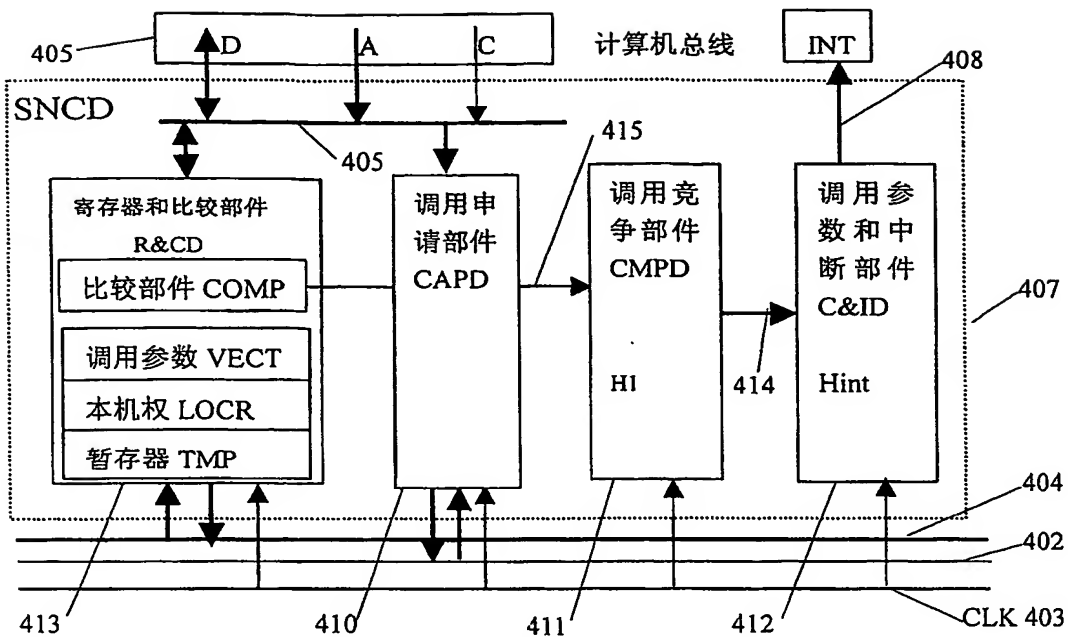 405
D
A
C
计算机总线
INT
408
SNCD
405
415
寄存器和比较部件
R&CD
比较部件 COMP
调用参数 VECT
本机权 LOCR
暂存器 TMP
调用申
请部件
CAPD
调用竞
争部件
CMPD
H1
414
调用参
数和中
断部件
C&ID
Hint
407
404
402
CLK 403
413
410
411
412